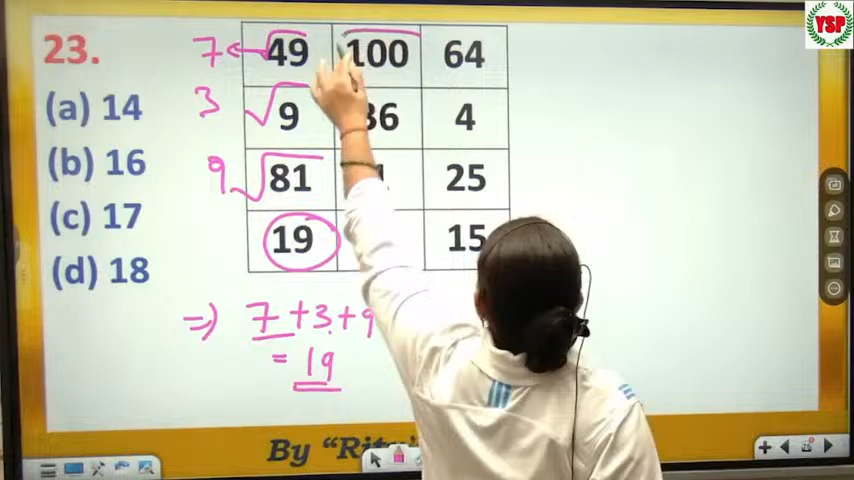 YSP
23.
7 ← √49 100 64
(a) 14
3 √9 36 4
(b) 16
9 √81 25
(c) 17
19 15
(d) 18
⇒ 7 + 3 + 9
= 19
By "Ritu